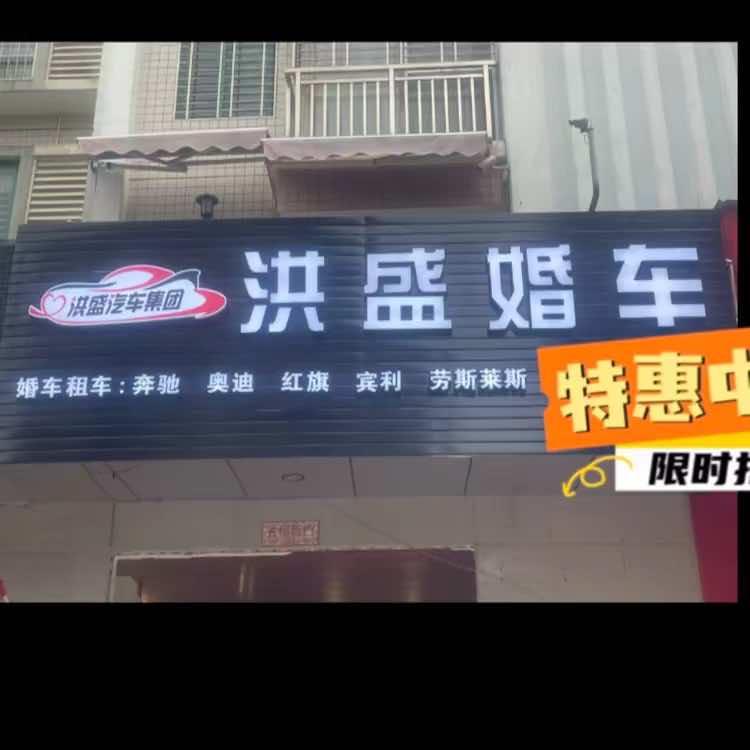 洪盛汽车集团
洪盛婚车
婚车租车:奔驰 奥迪 红旗 宾利 劳斯莱斯
特惠中
限时